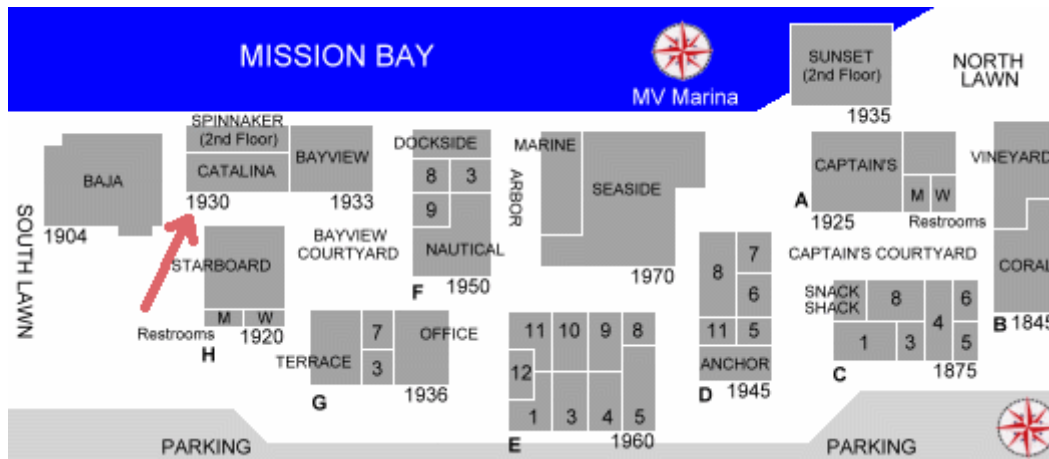 MISSION BAY
MV Marina
SUNSET
(2nd Floor)
1935
NORTH
LAWN
SPINNAKER
(2nd Floor)
CATALINA
1930
BAYVIEW
1933
BAJA
1904
SOUTH LAWN
DOCKSIDE
8
3
9
NAUTICAL
F
1950
MARINE
ARBOR
SEASIDE
1970
CAPTAIN'S
A
1925
M
W
Restrooms
VINEYARD
CORAL
B
1845
BAYVIEW
COURTYARD
STARBOARD
M
W
Restrooms
H
1920
TERRACE
7
3
OFFICE
G
1936
11
10
9
8
12
1
3
4
5
E
1960
8
7
6
11
5
ANCHOR
D
1945
CAPTAIN'S COURTYARD
SNACK
SHACK
8
4
6
1
3
5
C
1875
PARKING
PARKING